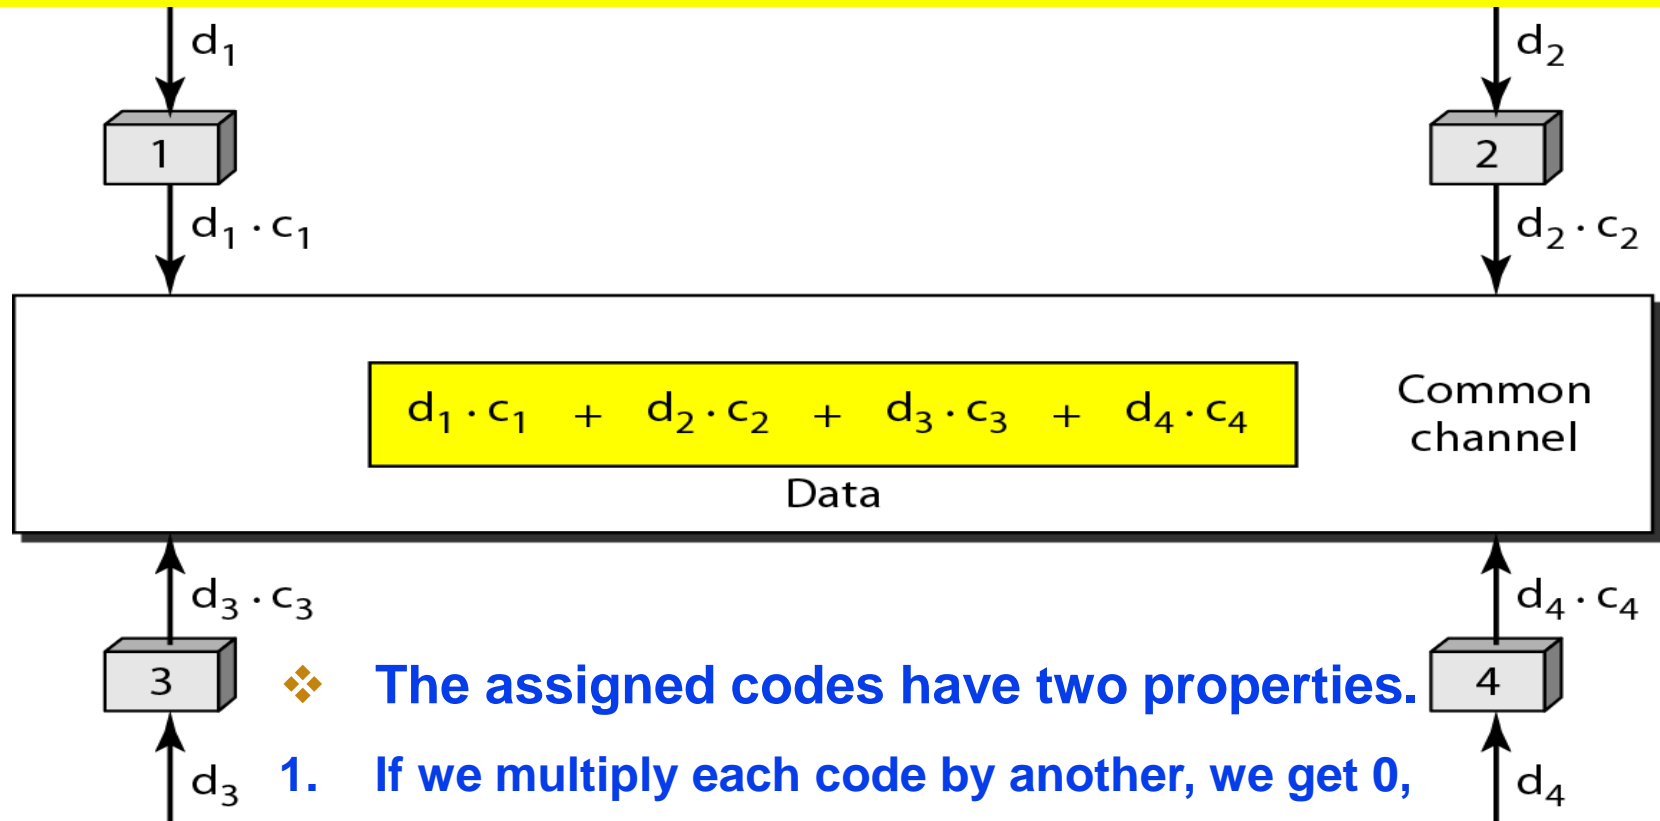 d₁ d₂
1 2
d₁ · c₁ d₂ · c₂
d₁ · c₁ + d₂ · c₂ + d₃ · c₃ + d₄ · c₄
Common
channel
Data
d₃ · c₃ d₄ · c₄
3 4
❖ The assigned codes have two properties.
d₃ d₄
1. If we multiply each code by another, we get 0,